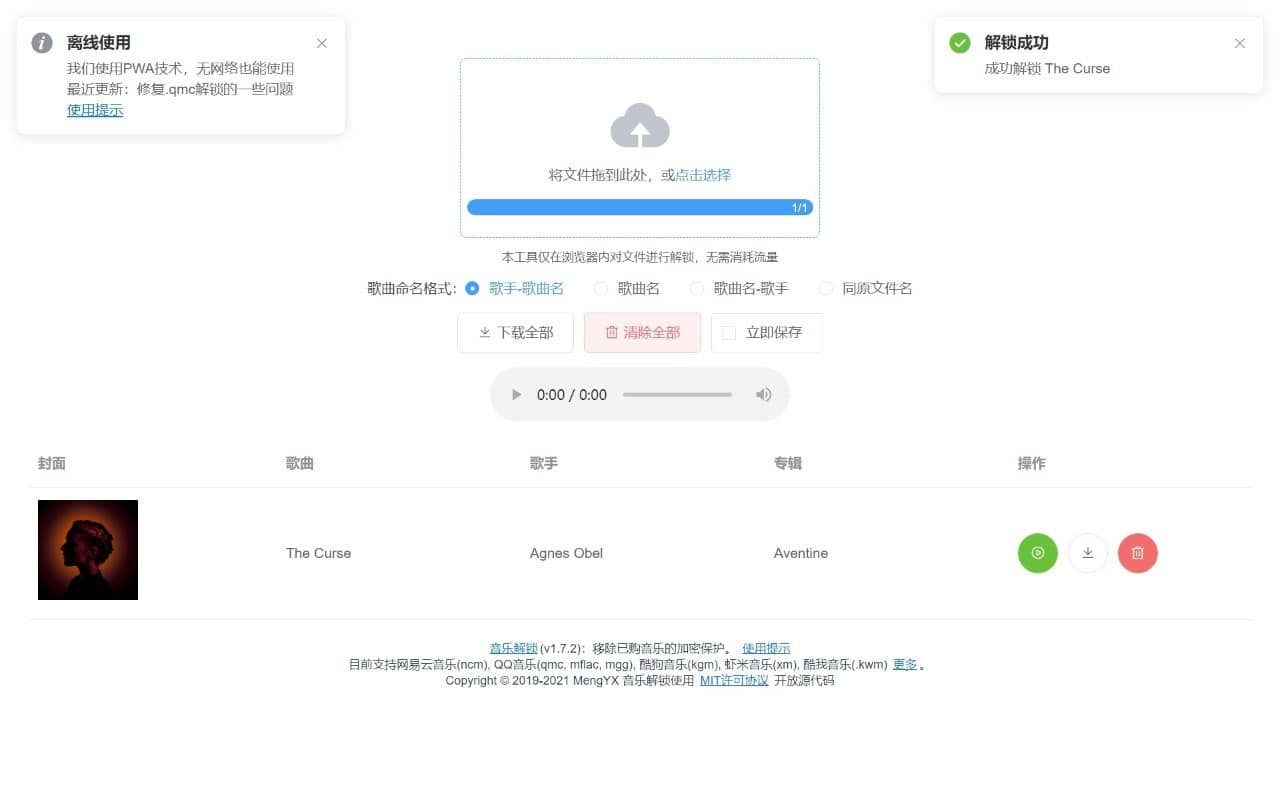 离线使用
我们使用PWA技术，无网络也能使用
最近更新：修复.qmc解锁的一些问题
使用提示
解锁成功
成功解锁 The Curse
将文件拖到此处，或点击选择
1/1
本工具仅在浏览器内对文件进行解锁，无需消耗流量
歌曲命名格式： 歌手-歌曲名 歌曲名 歌曲名-歌手 同原文件名
下载全部 清除全部 立即保存
0:00 / 0:00
封面 歌曲 歌手 专辑 操作
The Curse Agnes Obel Aventine
音乐解锁(v1.7.2)：移除已购音乐的加密保护。 使用提示
目前支持网易云音乐(ncm), QQ音乐(qmc, mflac, mgg), 酷狗音乐(kgm), 虾米音乐(xm), 酷我音乐(.kwm) 更多。
Copyright © 2019-2021 MengYX 音乐解锁使用 MIT许可协议 开放源代码